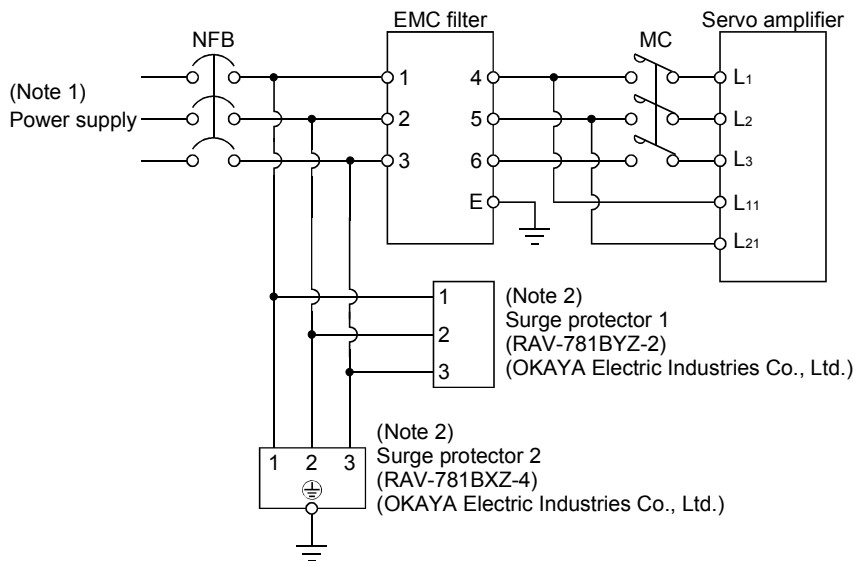 NFB
EMC filter
MC
Servo amplifier
(Note 1)
Power supply
1
2
3
4
5
6
E
L1
L2
L3
L11
L21
1
2
3
(Note 2)
Surge protector 1
(RAV-781BYZ-2)
(OKAYA Electric Industries Co., Ltd.)
1 2 3
(Note 2)
Surge protector 2
(RAV-781BXZ-4)
(OKAYA Electric Industries Co., Ltd.)